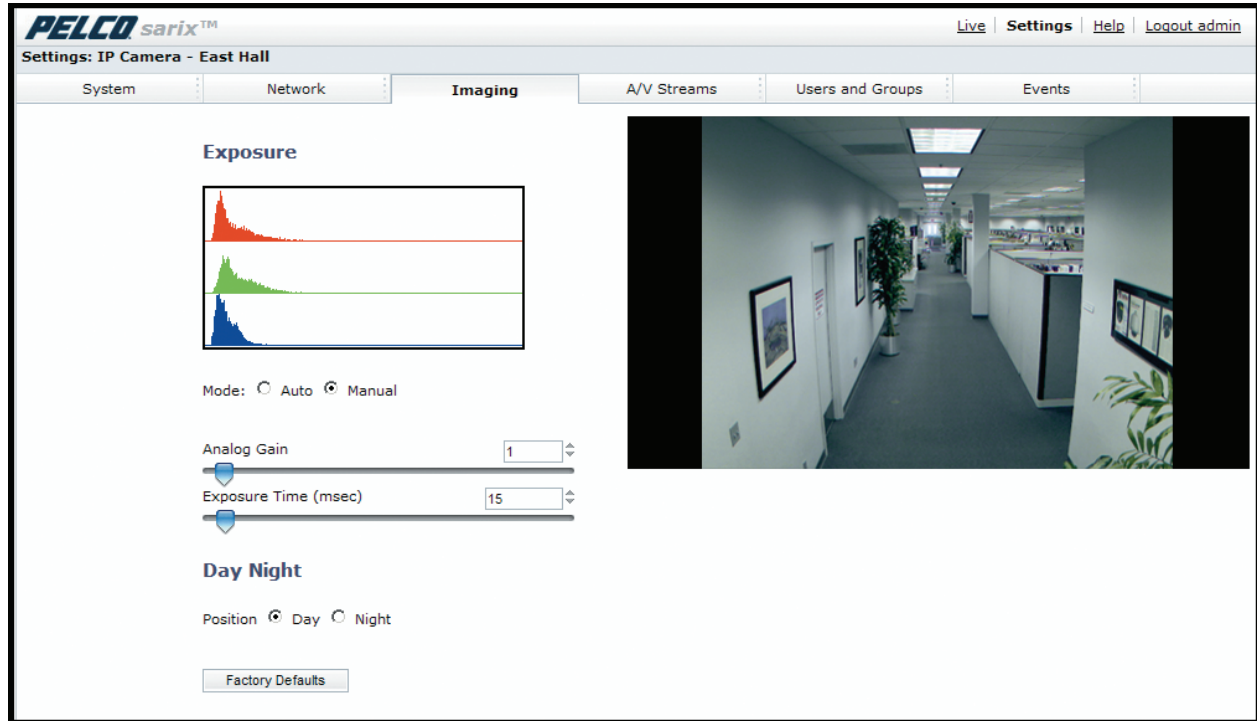 PELCO sarix™
Live | Settings | Help | Logout admin
Settings: IP Camera - East Hall
System
Network
Imaging
A/V Streams
Users and Groups
Events
Exposure
Mode: Auto Manual
Analog Gain
1
Exposure Time (msec)
15
Day Night
Position Day Night
Factory Defaults